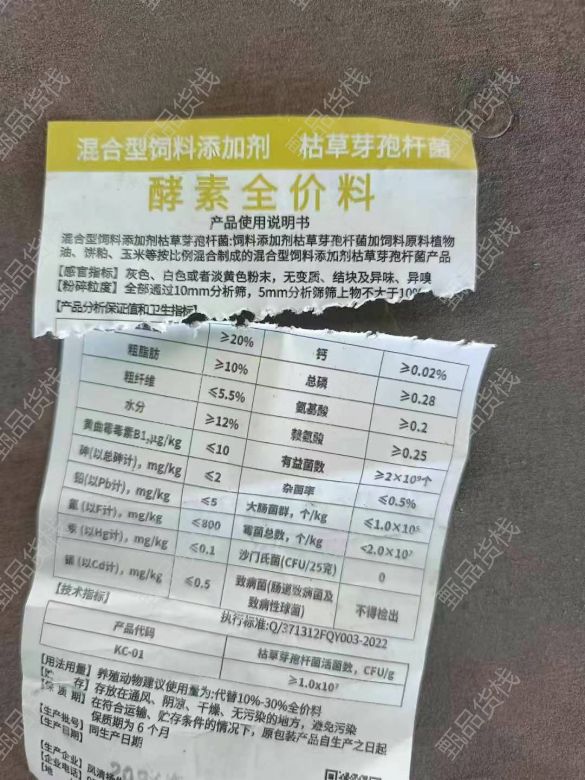 混合型饲料添加剂 枯草芽孢杆菌
酵素全价料
产品使用说明书
混合型饲料添加剂枯草芽孢杆菌:饲料添加剂枯草芽孢杆菌加饲料原料植物
油、饼粕、玉米等按比例混合制成的混合型饲料添加剂枯草芽孢杆菌产品
【感官指标】灰色、白色或者淡黄色粉末，无变质、结块及异味、异嗅
【粉碎粒度】全部通过10mm分析筛，5mm分析筛筛上物不大于10%
【产品分析保证值和卫生指标】
≥20% 钙 ≥0.02%
粗脂肪 ≥10% 总磷 ≥0.28
粗纤维 ≤5.5% 氨基酸 ≥0.2
水分 ≥12% 赖氨酸 ≥0.25
黄曲霉毒素B1,μg/kg ≤10 有益菌数 ≥2×10⁹个
砷(以总砷计)，mg/kg ≤2 杂菌率 ≤0.5%
铅(以Pb计)，mg/kg ≤5 大肠菌群，个/kg ≤1.0×10⁵
氟(以F计)，mg/kg ≤800 霉菌总数，个/kg <2.0×10⁷
汞(以Hg计)，mg/kg ≤0.1 沙门氏菌(CFU/25克) 0
镉(以Cd计)，mg/kg ≤0.5 致病菌(肠道致病菌及致病性球菌) 不得检出
【技术指标】 执行标准:Q/371312FQY003-2022
产品代码 枯草芽孢杆菌活菌数，CFU/g
KC-01 ≥1.0x10⁷
【用法用量】养殖动物建议使用量为:代替10%-30%全价料
【贮 存】存放在通风、阴凉、干燥、无污染的地方，避免污染
【保 质 期】在符合运输、贮存条件的情况下，原包装产品自生产之日起
保质期为6个月
【生产批号】同生产日期
【生产日期】
【生产企业】
【企业电话】
甄品货栈